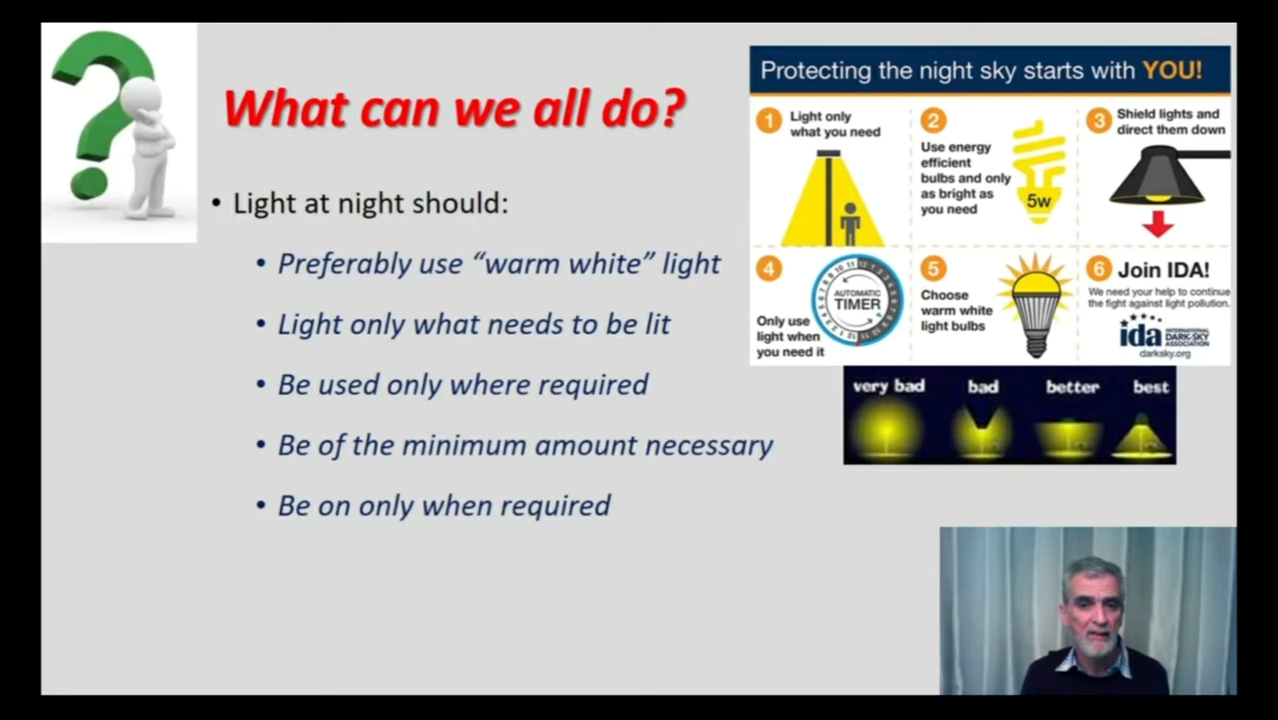 What can we all do?
• Light at night should:
• Preferably use “warm white” light
• Light only what needs to be lit
• Be used only where required
• Be of the minimum amount necessary
• Be on only when required
Protecting the night sky starts with YOU!
1 Light only
what you need
2
Use energy
efficient
bulbs and only
as bright as
you need
5w
3 Shield lights and
direct them down
4
AUTOMATIC
TIMER
Only use
light when
you need it
5
Choose
warm white
light bulbs
6 Join IDA!
We need your help to continue
the fight against light pollution.
ida INTERNATIONAL
DARK-SKY
ASSOCIATION
darksky.org
very bad bad better best